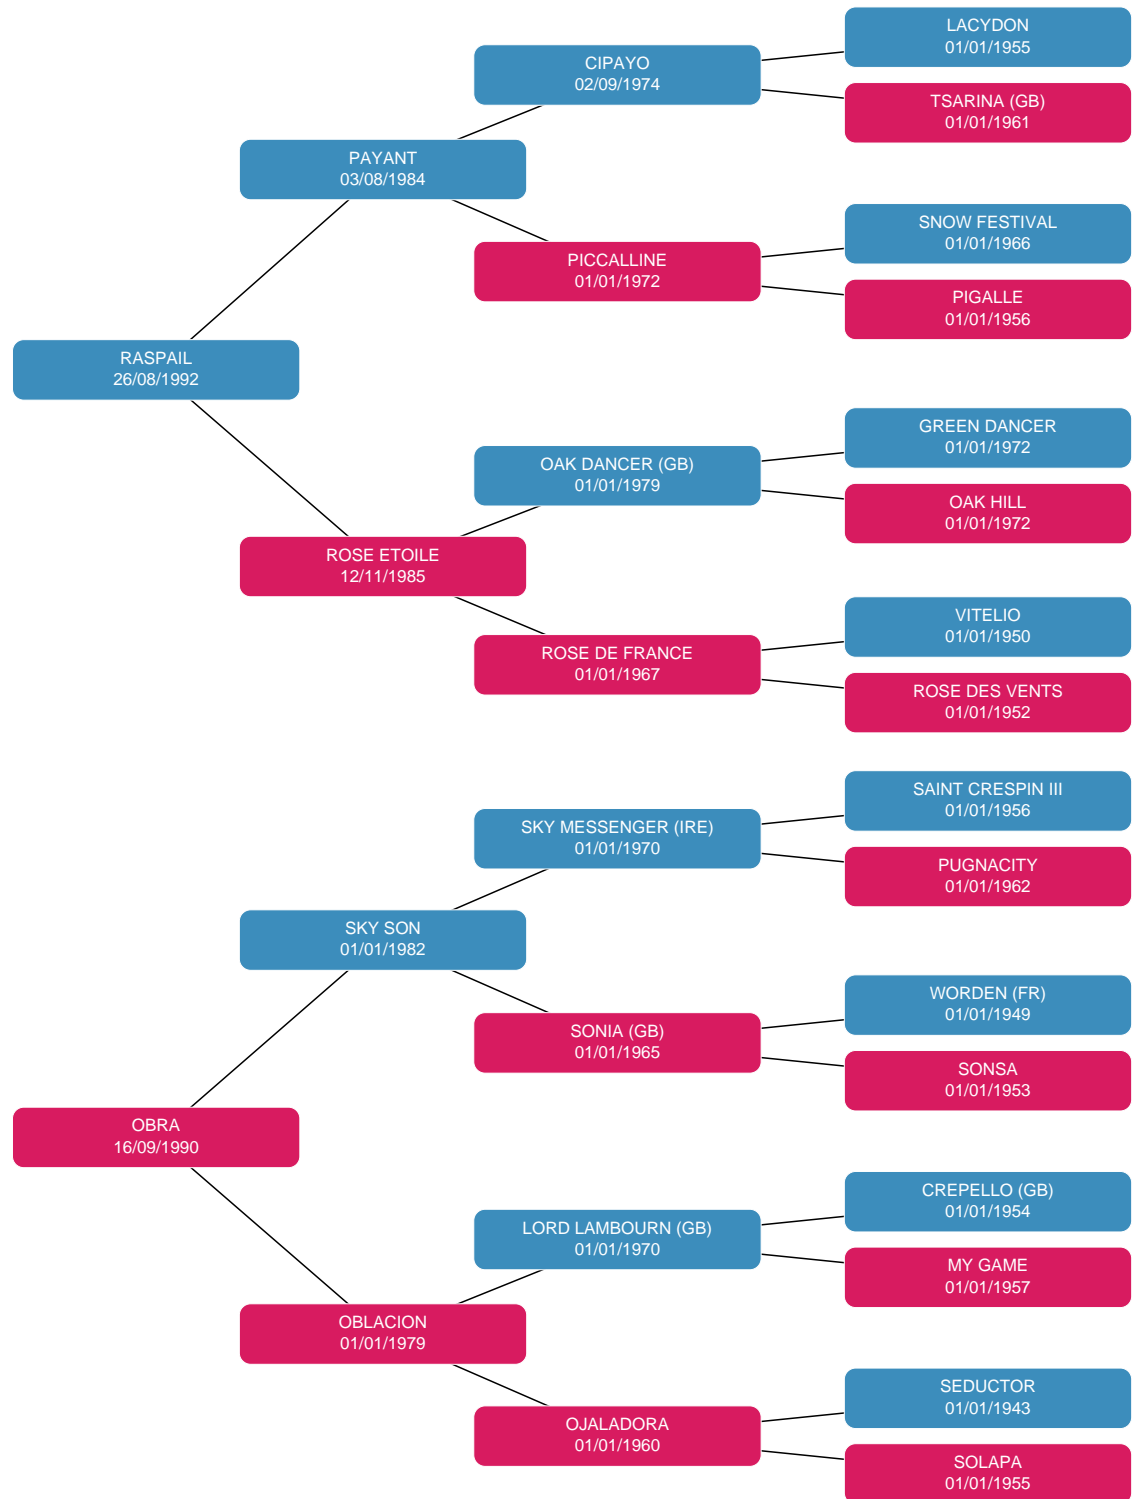 LACYDON
01/01/1955
CIPAYO
02/09/1974
TSARINA (GB)
01/01/1961
PAYANT
03/08/1984
SNOW FESTIVAL
01/01/1966
PICCALLINE
01/01/1972
PIGALLE
01/01/1956
RASPAIL
26/08/1992
GREEN DANCER
01/01/1972
OAK DANCER (GB)
01/01/1979
OAK HILL
01/01/1972
ROSE ETOILE
12/11/1985
VITELIO
01/01/1950
ROSE DE FRANCE
01/01/1967
ROSE DES VENTS
01/01/1952
SAINT CRESPIN III
01/01/1956
SKY MESSENGER (IRE)
01/01/1970
PUGNACITY
01/01/1962
SKY SON
01/01/1982
WORDEN (FR)
01/01/1949
SONIA (GB)
01/01/1965
SONSA
01/01/1953
OBRA
16/09/1990
CREPELLO (GB)
01/01/1954
LORD LAMBOURN (GB)
01/01/1970
MY GAME
01/01/1957
OBLACION
01/01/1979
SEDUCTOR
01/01/1943
OJALADORA
01/01/1960
SOLAPA
01/01/1955